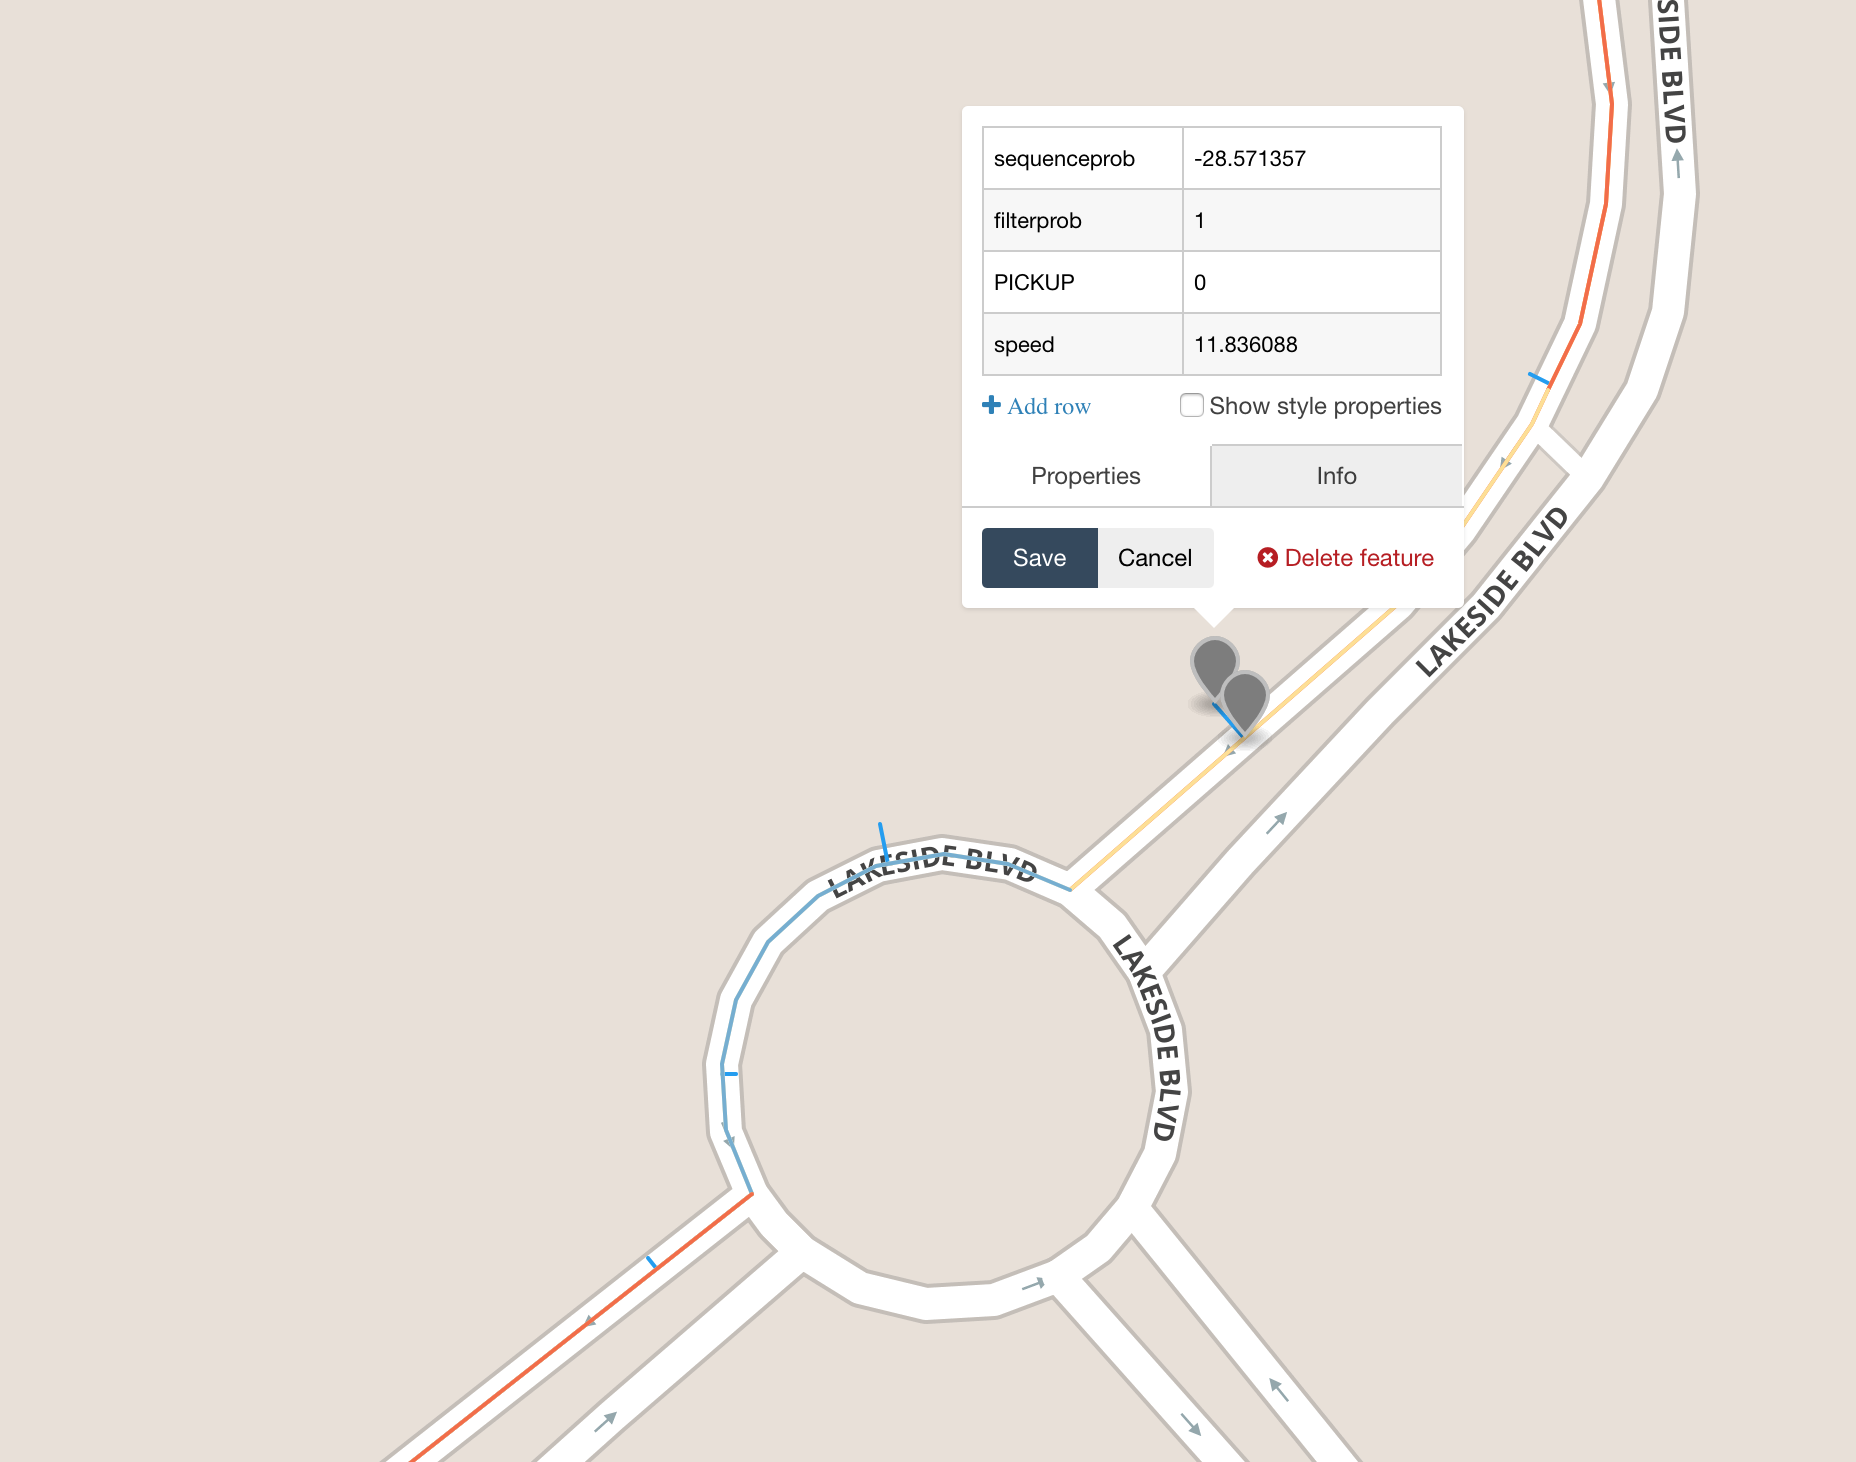 SIDE BLVD
sequenceprob -28.571357
filterprob 1
PICKUP 0
speed 11.836088
Add row Show style properties
Properties Info
Save Cancel Delete feature
LAKESIDE BLVD
LAKESIDE BLVD
LAKESIDE BLVD